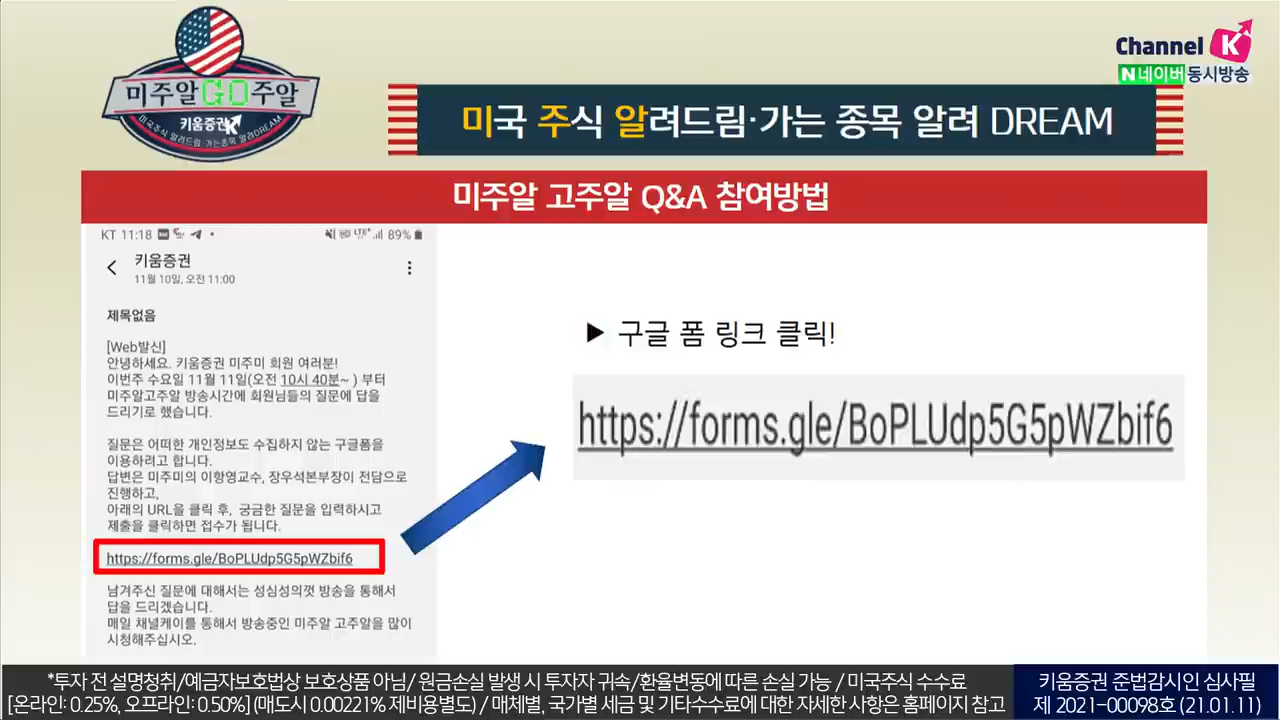 미주알GO주알
키움증권
미국주식 알려드림·가는종목 알려DREAM
Channel K
N 네이버 동시방송
미국 주식 알려드림·가는 종목 알려 DREAM
미주알 고주알 Q&A 참여방법
KT 11:18
89%
키움증권
11월 10일, 오전 11:00
제목없음
[Web발신]
안녕하세요. 키움증권 미주미 회원 여러분!
이번주 수요일 11월 11일(오전 10시 40분~ ) 부터
미주알고주알 방송시간에 회원님들의 질문에 답을
드리기로 했습니다.
질문은 어떠한 개인정보도 수집하지 않는 구글폼을
이용하려고 합니다.
답변은 미주미의 이항영교수, 장우석본부장이 전담으로
진행하고,
아래의 URL을 클릭 후, 궁금한 질문을 입력하시고
제출을 클릭하면 접수가 됩니다.
https://forms.gle/BoPLUdp5G5pWZbif6
남겨주신 질문에 대해서는 성심성의껏 방송을 통해서
답을 드리겠습니다.
매일 채널케이를 통해서 방송중인 미주알 고주알을 많이
시청해주십시오.
▶ 구글 폼 링크 클릭!
https://forms.gle/BoPLUdp5G5pWZbif6
*투자 전 설명청취/예금자보호법상 보호상품 아님/ 원금손실 발생 시 투자자 귀속/환율변동에 따른 손실 가능 / 미국주식 수수료
[온라인: 0.25%, 오프라인: 0.50%] (매도시 0.00221% 제비용별도) / 매체별, 국가별 세금 및 기타수수료에 대한 자세한 사항은 홈페이지 참고
키움증권 준법감시인 심사필
제 2021-00098호 (21.01.11)